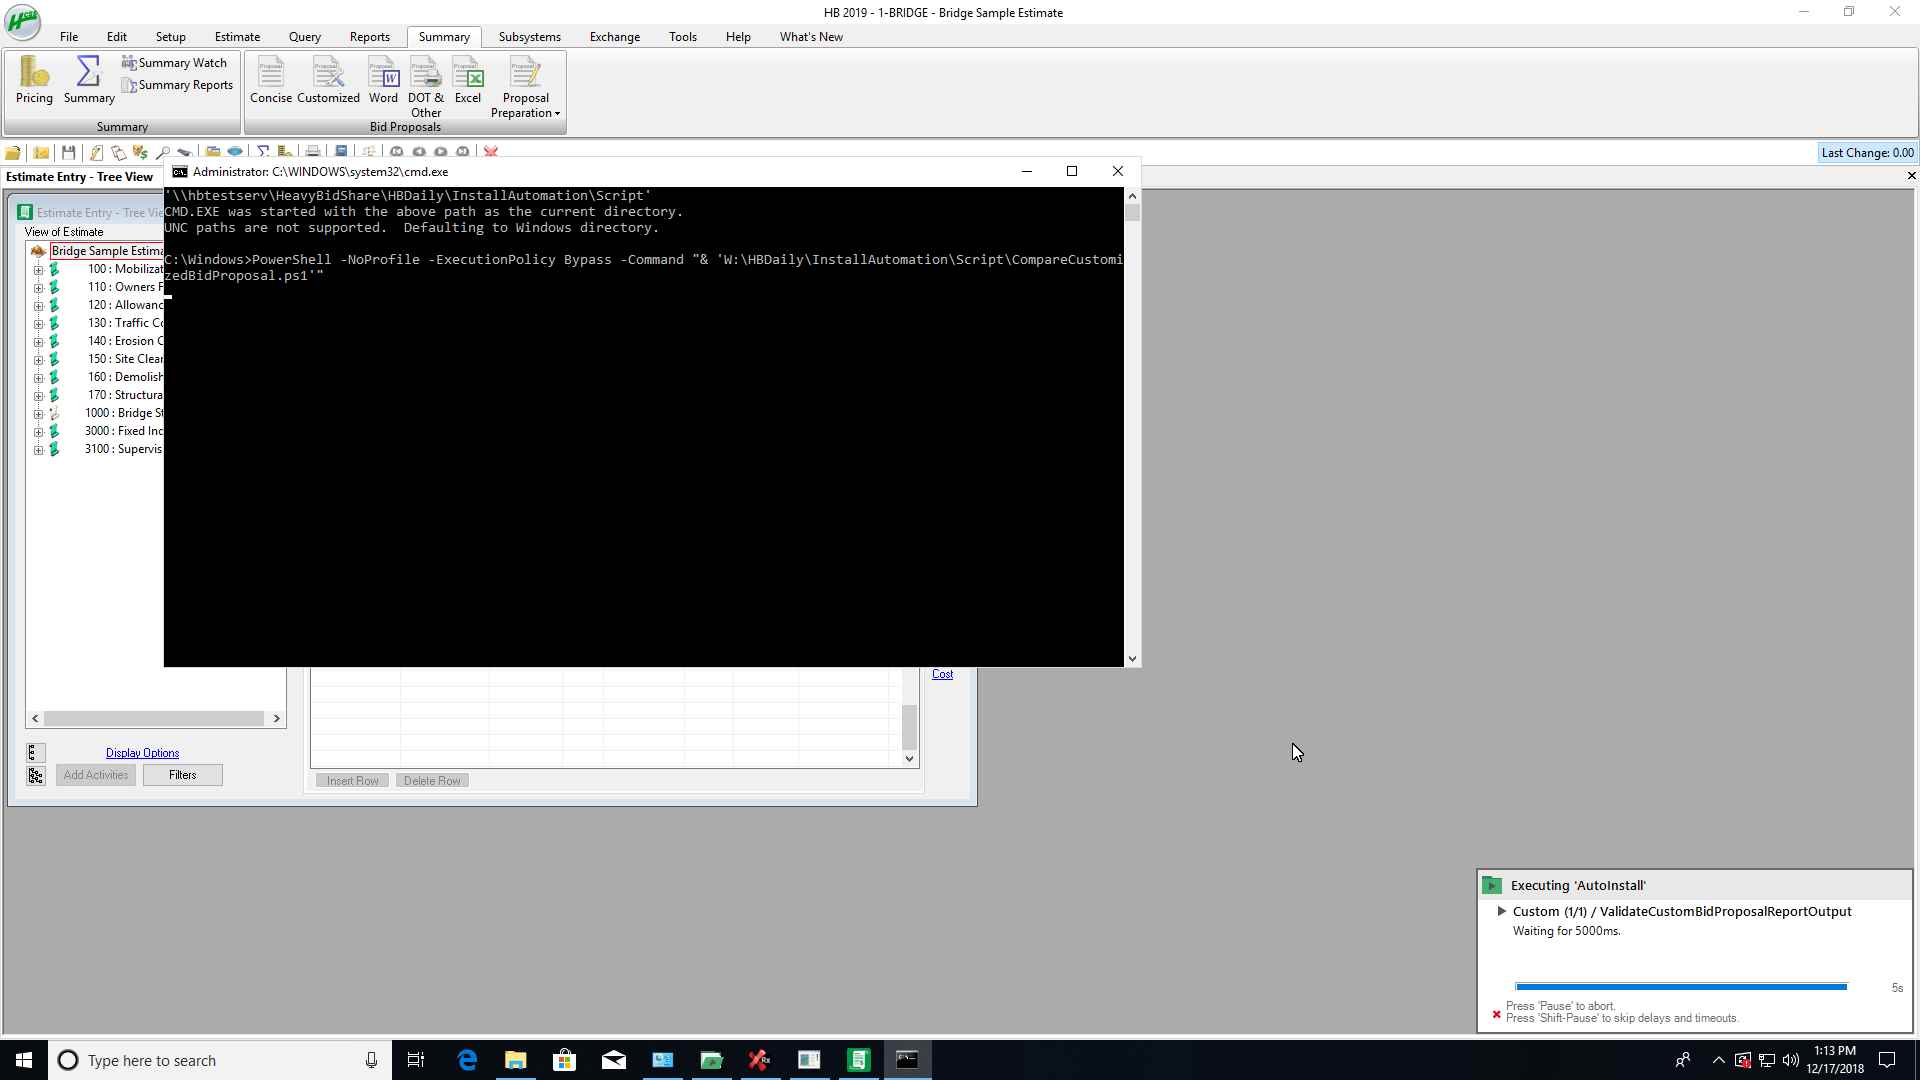 HB 2019 - 1-BRIDGE - Bridge Sample Estimate
File Edit Setup Estimate Query Reports Summary Subsystems Exchange Tools Help What's New
Pricing Summary Summary Watch
Summary Reports
Summary
Concise Customized Word DOT & Other Excel Proposal Preparation
Bid Proposals
Last Change: 0.00
Estimate Entry - Tree View
Administrator: C:\WINDOWS\system32\cmd.exe
'\\hbtestserv\HeavyBidShare\HBDaily\InstallAutomation\Script'
CMD.EXE was started with the above path as the current directory.
UNC paths are not supported.  Defaulting to Windows directory.
C:\Windows>PowerShell -NoProfile -ExecutionPolicy Bypass -Command "& 'W:\HBDaily\InstallAutomation\Script\CompareCustomi
zedBidProposal.ps1'"
Estimate Entry - Tree Vie
View of Estimate
Bridge Sample Estima
100 : Mobilizat
110 : Owners F
120 : Allowanc
130 : Traffic Co
140 : Erosion C
150 : Site Clear
160 : Demolish
170 : Structura
1000 : Bridge St
3000 : Fixed Inc
3100 : Supervis
Cost
Display Options
Add Activities Filters
Insert Row Delete Row
Executing 'AutoInstall'
Custom (1/1) / ValidateCustomBidProposalReportOutput
Waiting for 5000ms.
5s
Press 'Pause' to abort.
Press 'Shift-Pause' to skip delays and timeouts.
Type here to search
1:13 PM
12/17/2018